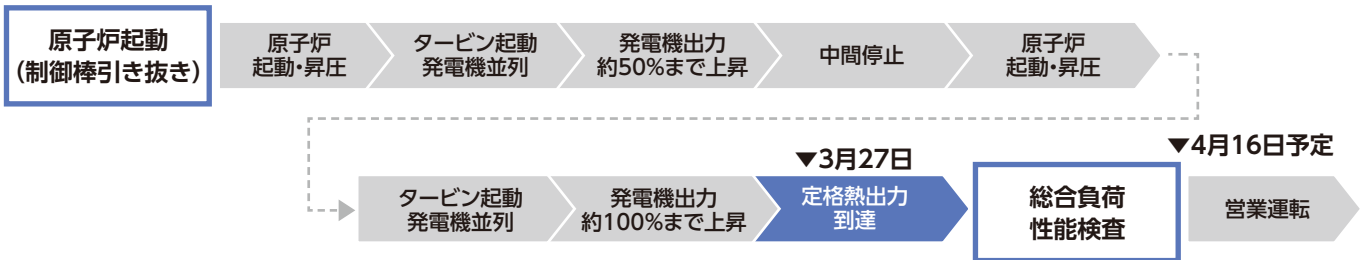 原子炉起動
(制御棒引き抜き)
原子炉
起動・昇圧
タービン起動
発電機並列
発電機出力
約50%まで上昇
中間停止
原子炉
起動・昇圧
タービン起動
発電機並列
発電機出力
約100%まで上昇
▼3月27日
定格熱出力
到達
総合負荷
性能検査
▼4月16日予定
営業運転